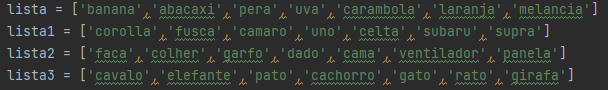 lista = ['banana','abacaxi','pera','uva','carambola','laranja','melancia']
lista1 = ['corolla','fusca','camaro','uno','celta','subaru','supra']
lista2 = ['faca','colher','garfo','dado','cama','ventilador','panela']
lista3 = ['cavalo','elefante','pato','cachorro','gato','rato','girafa']